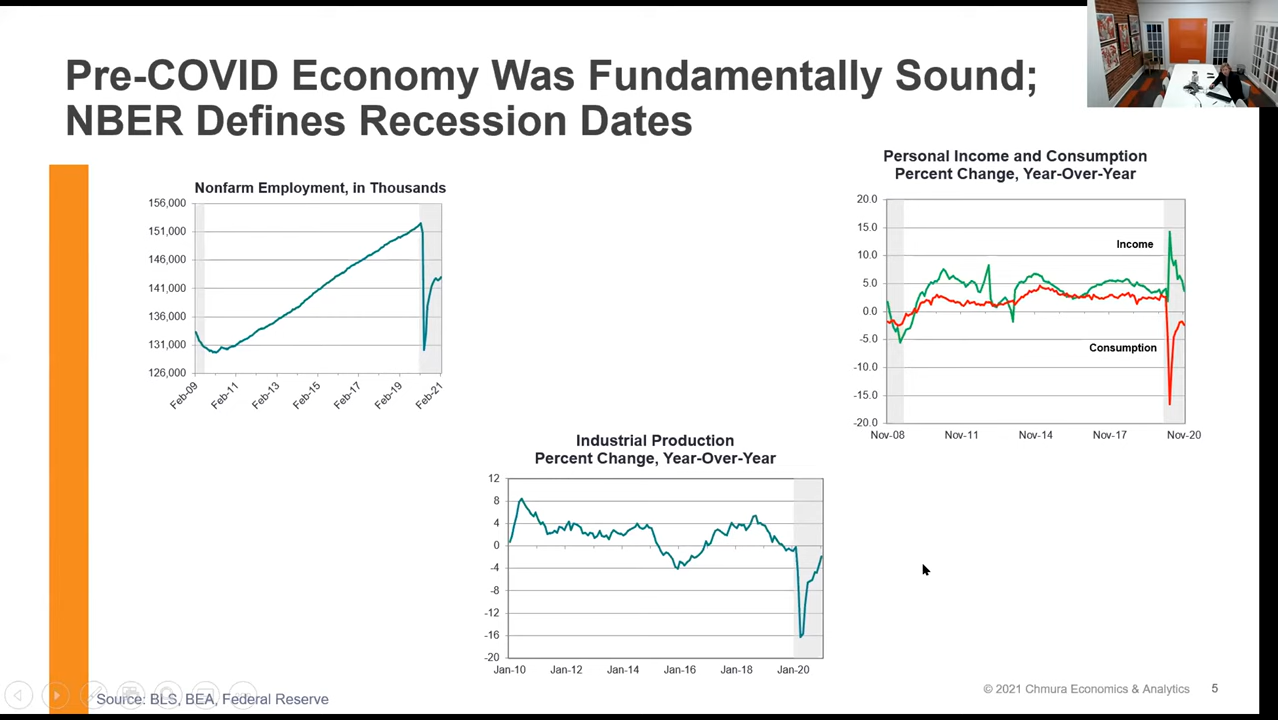 Pre-COVID Economy Was Fundamentally Sound;
NBER Defines Recession Dates
Nonfarm Employment, in Thousands
156,000
151,000
146,000
141,000
136,000
131,000
126,000
Feb-09
Feb-11
Feb-13
Feb-15
Feb-17
Feb-19
Feb-21
Personal Income and Consumption
Percent Change, Year-Over-Year
20.0
15.0
10.0
5.0
0.0
-5.0
-10.0
-15.0
-20.0
Income
Consumption
Nov-08
Nov-11
Nov-14
Nov-17
Nov-20
Industrial Production
Percent Change, Year-Over-Year
12
8
4
0
-4
-8
-12
-16
-20
Jan-10
Jan-12
Jan-14
Jan-16
Jan-18
Jan-20
Source: BLS, BEA, Federal Reserve
© 2021 Chmura Economics & Analytics
5